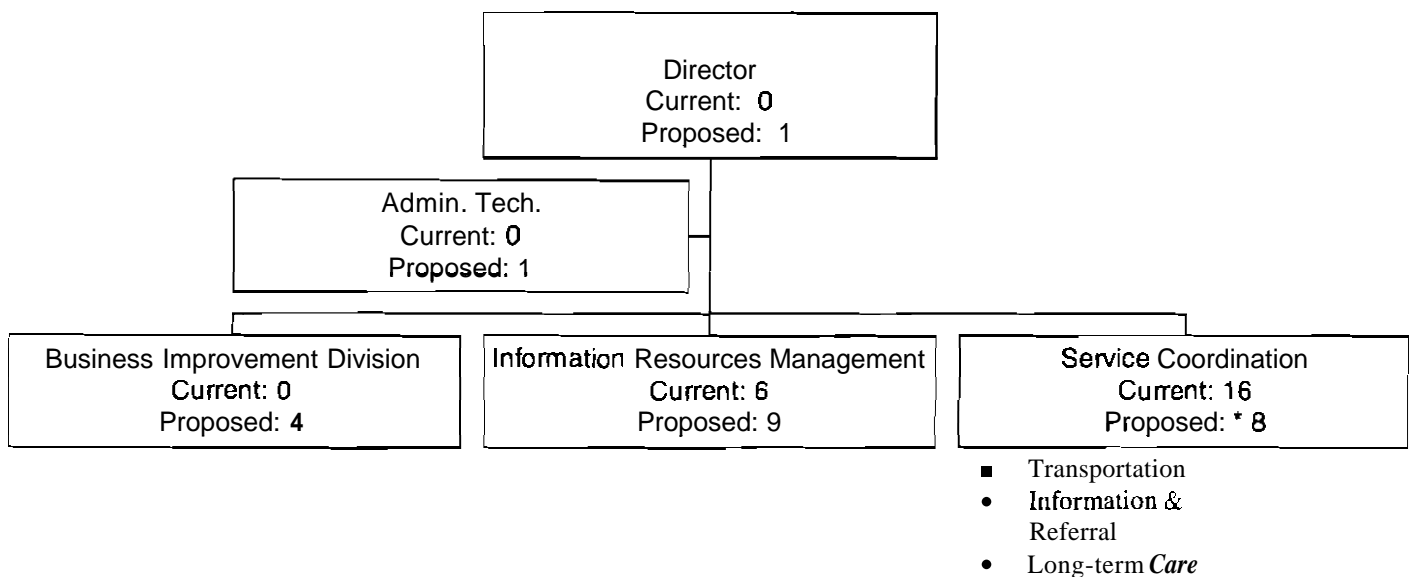 Director
Current: 0
Proposed: 1
Admin. Tech.
Current: 0
Proposed: 1
Business Improvement Division
Current: 0
Proposed: 4
Information Resources Management
Current: 6
Proposed: 9
Service Coordination
Current: 16
Proposed: * 8
■ Transportation
• Information &
Referral
• Long-term Care